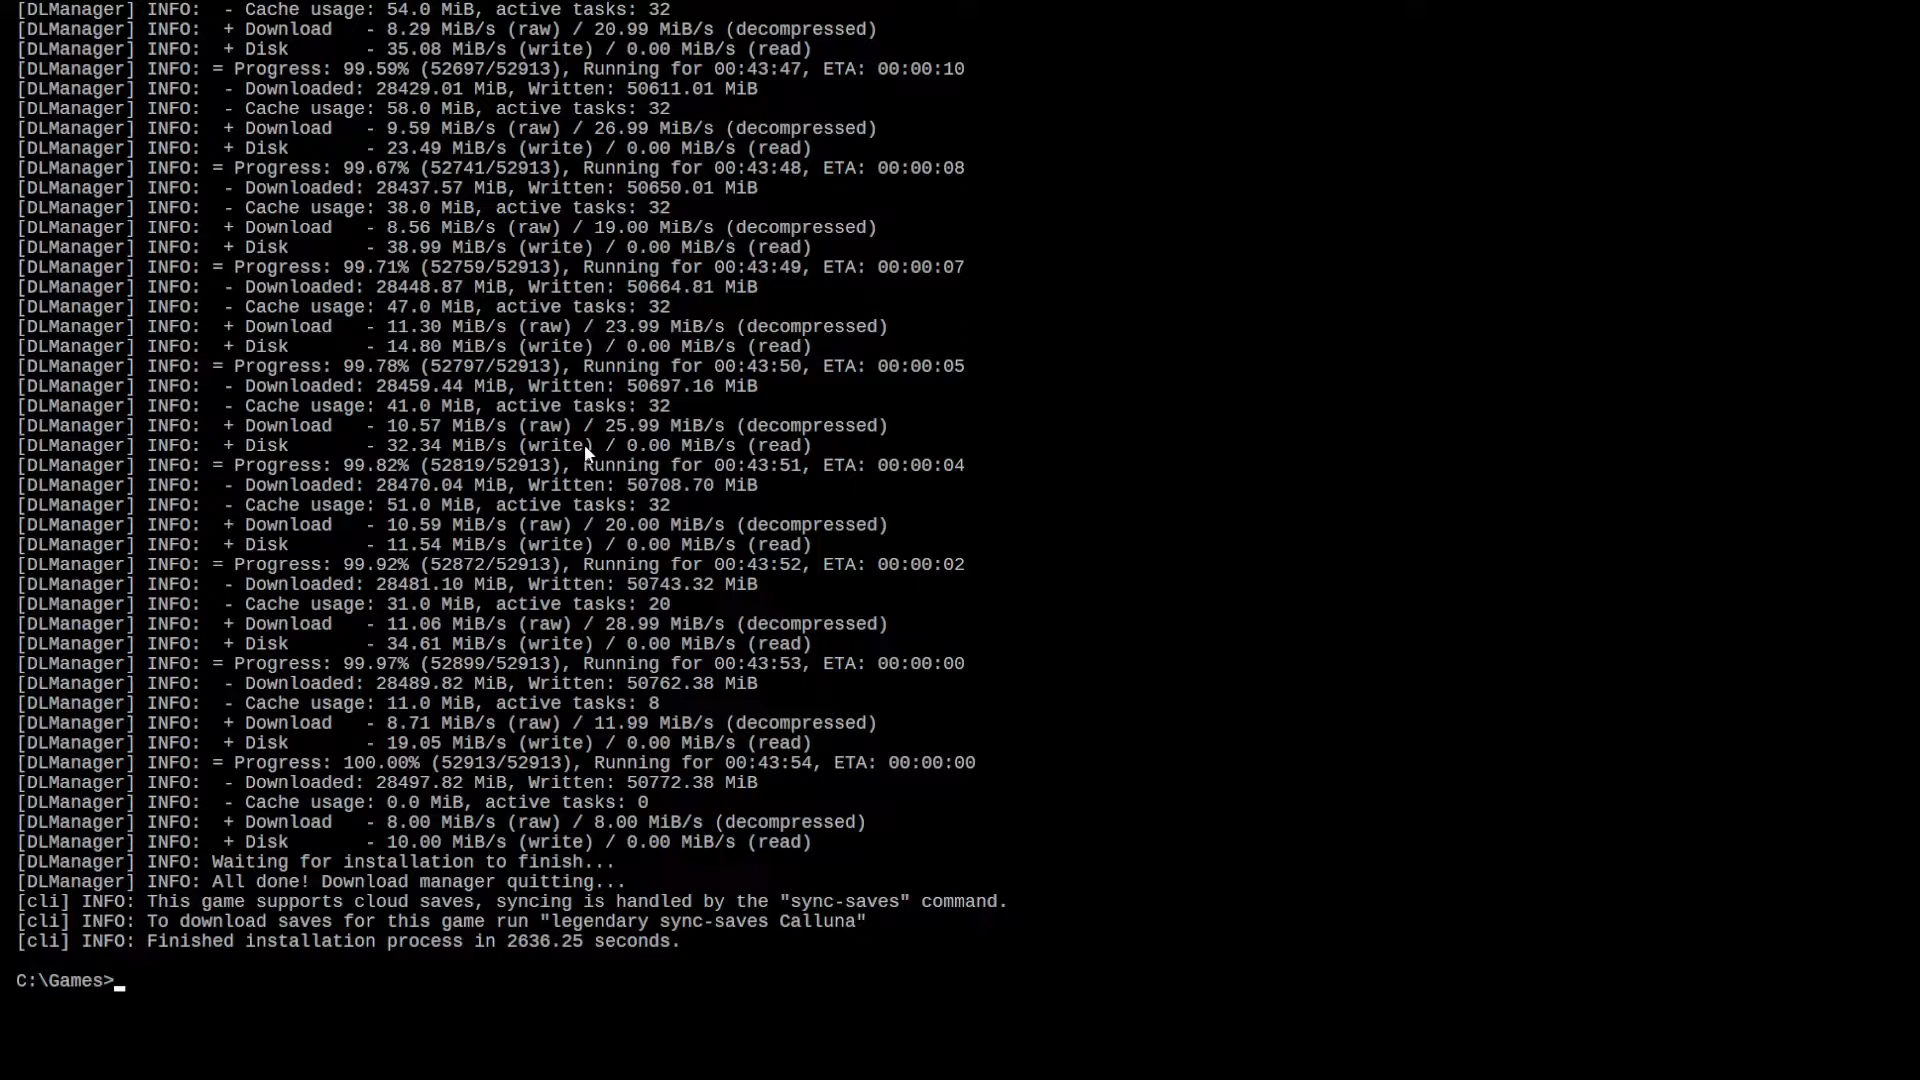 [DLManager] INFO:  - Cache usage: 54.0 MiB, active tasks: 32
[DLManager] INFO:  + Download   - 8.29 MiB/s (raw) / 20.99 MiB/s (decompressed)
[DLManager] INFO:  + Disk       - 35.08 MiB/s (write) / 0.00 MiB/s (read)
[DLManager] INFO: = Progress: 99.59% (52697/52913), Running for 00:43:47, ETA: 00:00:10
[DLManager] INFO:  - Downloaded: 28429.01 MiB, Written: 50611.01 MiB
[DLManager] INFO:  - Cache usage: 58.0 MiB, active tasks: 32
[DLManager] INFO:  + Download   - 9.59 MiB/s (raw) / 26.99 MiB/s (decompressed)
[DLManager] INFO:  + Disk       - 23.49 MiB/s (write) / 0.00 MiB/s (read)
[DLManager] INFO: = Progress: 99.67% (52741/52913), Running for 00:43:48, ETA: 00:00:08
[DLManager] INFO:  - Downloaded: 28437.57 MiB, Written: 50650.01 MiB
[DLManager] INFO:  - Cache usage: 38.0 MiB, active tasks: 32
[DLManager] INFO:  + Download   - 8.56 MiB/s (raw) / 19.00 MiB/s (decompressed)
[DLManager] INFO:  + Disk       - 38.99 MiB/s (write) / 0.00 MiB/s (read)
[DLManager] INFO: = Progress: 99.71% (52759/52913), Running for 00:43:49, ETA: 00:00:07
[DLManager] INFO:  - Downloaded: 28448.87 MiB, Written: 50664.81 MiB
[DLManager] INFO:  - Cache usage: 47.0 MiB, active tasks: 32
[DLManager] INFO:  + Download   - 11.30 MiB/s (raw) / 23.99 MiB/s (decompressed)
[DLManager] INFO:  + Disk       - 14.80 MiB/s (write) / 0.00 MiB/s (read)
[DLManager] INFO: = Progress: 99.78% (52797/52913), Running for 00:43:50, ETA: 00:00:05
[DLManager] INFO:  - Downloaded: 28459.44 MiB, Written: 50697.16 MiB
[DLManager] INFO:  - Cache usage: 41.0 MiB, active tasks: 32
[DLManager] INFO:  + Download   - 10.57 MiB/s (raw) / 25.99 MiB/s (decompressed)
[DLManager] INFO:  + Disk       - 32.34 MiB/s (write) / 0.00 MiB/s (read)
[DLManager] INFO: = Progress: 99.82% (52819/52913), Running for 00:43:51, ETA: 00:00:04
[DLManager] INFO:  - Downloaded: 28470.04 MiB, Written: 50708.70 MiB
[DLManager] INFO:  - Cache usage: 51.0 MiB, active tasks: 32
[DLManager] INFO:  + Download   - 10.59 MiB/s (raw) / 20.00 MiB/s (decompressed)
[DLManager] INFO:  + Disk       - 11.54 MiB/s (write) / 0.00 MiB/s (read)
[DLManager] INFO: = Progress: 99.92% (52872/52913), Running for 00:43:52, ETA: 00:00:02
[DLManager] INFO:  - Downloaded: 28481.10 MiB, Written: 50743.32 MiB
[DLManager] INFO:  - Cache usage: 31.0 MiB, active tasks: 20
[DLManager] INFO:  + Download   - 11.06 MiB/s (raw) / 28.99 MiB/s (decompressed)
[DLManager] INFO:  + Disk       - 34.61 MiB/s (write) / 0.00 MiB/s (read)
[DLManager] INFO: = Progress: 99.97% (52899/52913), Running for 00:43:53, ETA: 00:00:00
[DLManager] INFO:  - Downloaded: 28489.82 MiB, Written: 50762.38 MiB
[DLManager] INFO:  - Cache usage: 11.0 MiB, active tasks: 8
[DLManager] INFO:  + Download   - 8.71 MiB/s (raw) / 11.99 MiB/s (decompressed)
[DLManager] INFO:  + Disk       - 19.05 MiB/s (write) / 0.00 MiB/s (read)
[DLManager] INFO: = Progress: 100.00% (52913/52913), Running for 00:43:54, ETA: 00:00:00
[DLManager] INFO:  - Downloaded: 28497.82 MiB, Written: 50772.38 MiB
[DLManager] INFO:  - Cache usage: 0.0 MiB, active tasks: 0
[DLManager] INFO:  + Download   - 8.00 MiB/s (raw) / 8.00 MiB/s (decompressed)
[DLManager] INFO:  + Disk       - 10.00 MiB/s (write) / 0.00 MiB/s (read)
[DLManager] INFO: Waiting for installation to finish...
[DLManager] INFO: All done! Download manager quitting...
[cli] INFO: This game supports cloud saves, syncing is handled by the "sync-saves" command.
[cli] INFO: To download saves for this game run "legendary sync-saves Calluna"
[cli] INFO: Finished installation process in 2636.25 seconds.
C:\Games>_